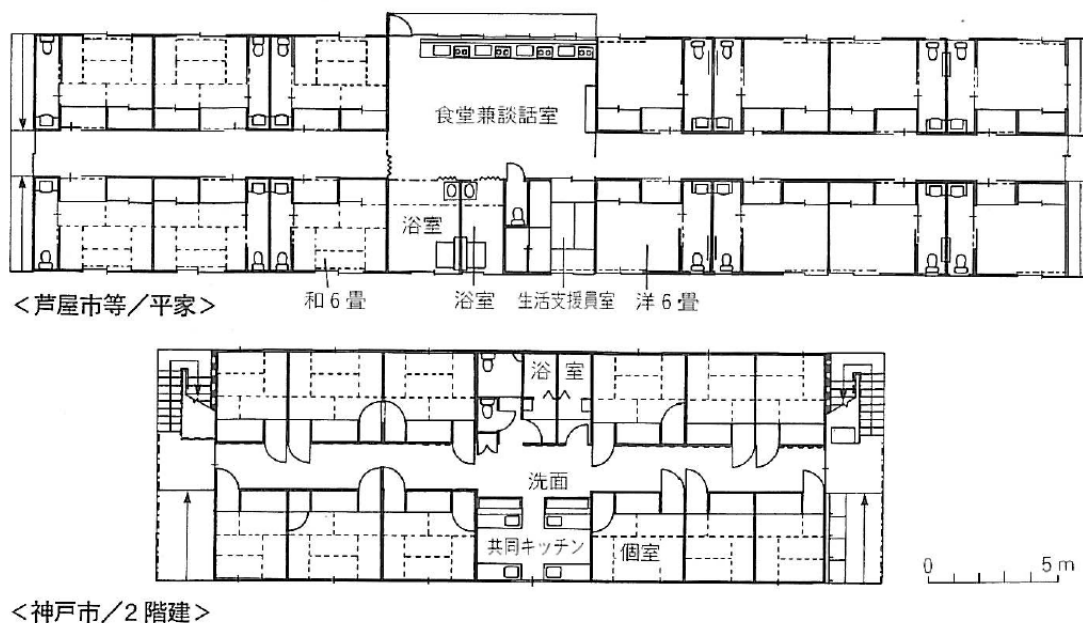 食堂兼談話室
浴室
浴室
生活支援員室
和6畳
洋6畳
<芦屋市等/平家>
浴室
洗面
共同キッチン
個室
0 5m
<神戸市/2階建>